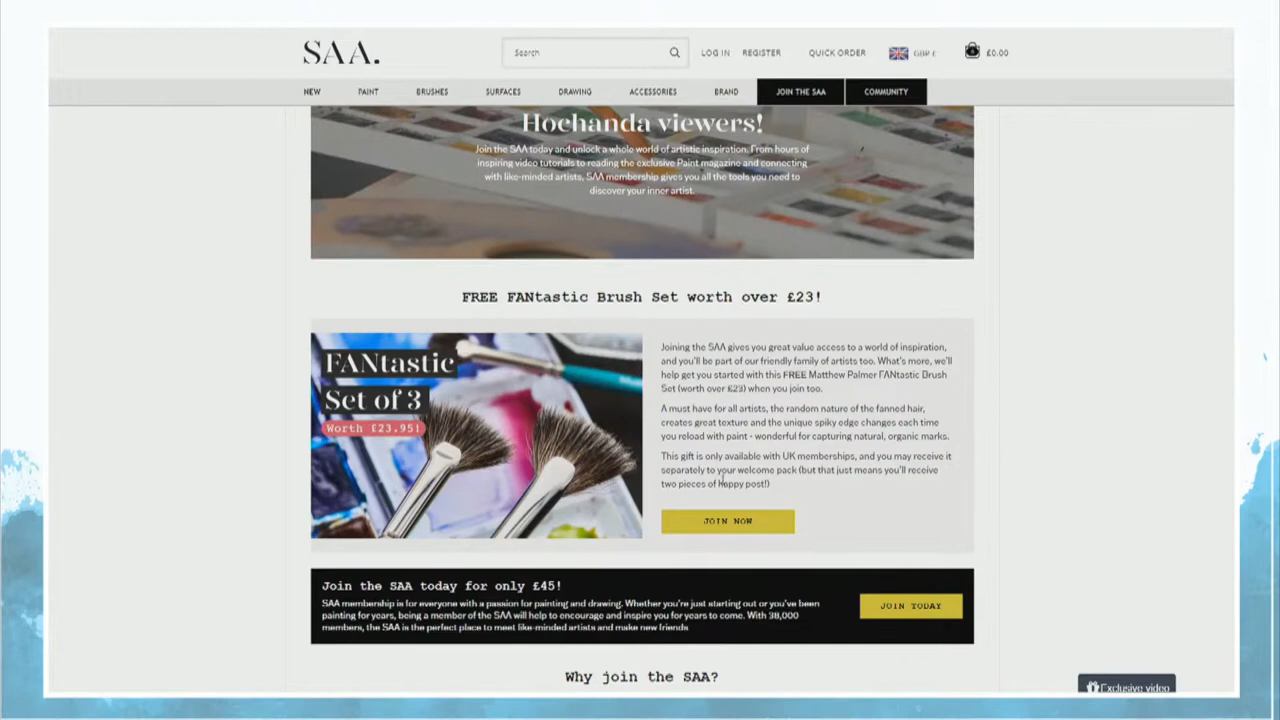 SAA.
Search
LOG IN REGISTER QUICK ORDER GBP £ £0.00
NEW PAINT BRUSHES SURFACES DRAWING ACCESSORIES BRAND JOIN THE SAA COMMUNITY
Hochanda viewers!
Join the SAA today and unlock a whole world of artistic inspiration. From hours of
inspiring video tutorials to reading the exclusive Paint magazine and connecting
with like-minded artists, SAA membership gives you all the tools you need to
discover your inner artist.
FREE FANtastic Brush Set worth over £23!
FANtastic
Set of 3
Worth £23.95!
Joining the SAA gives you great value access to a world of inspiration,
and you'll be part of our friendly family of artists too. What's more, we'll
help get you started with this FREE Matthew Palmer FANtastic Brush
Set (worth over £23) when you join too.
A must have for all artists, the random nature of the fanned hair,
creates great texture and the unique spiky edge changes each time
you reload with paint - wonderful for capturing natural, organic marks.
This gift is only available with UK memberships, and you may receive it
separately to your welcome pack (but that just means you'll receive
two pieces of happy post!)
JOIN NOW
Join the SAA today for only £45!
SAA membership is for everyone with a passion for painting and drawing. Whether you're just starting out or you've been
painting for years, being a member of the SAA will help to encourage and inspire you for years to come. With 38,000
members, the SAA is the perfect place to meet like-minded artists and make new friends
JOIN TODAY
Why join the SAA?
Exclusive video